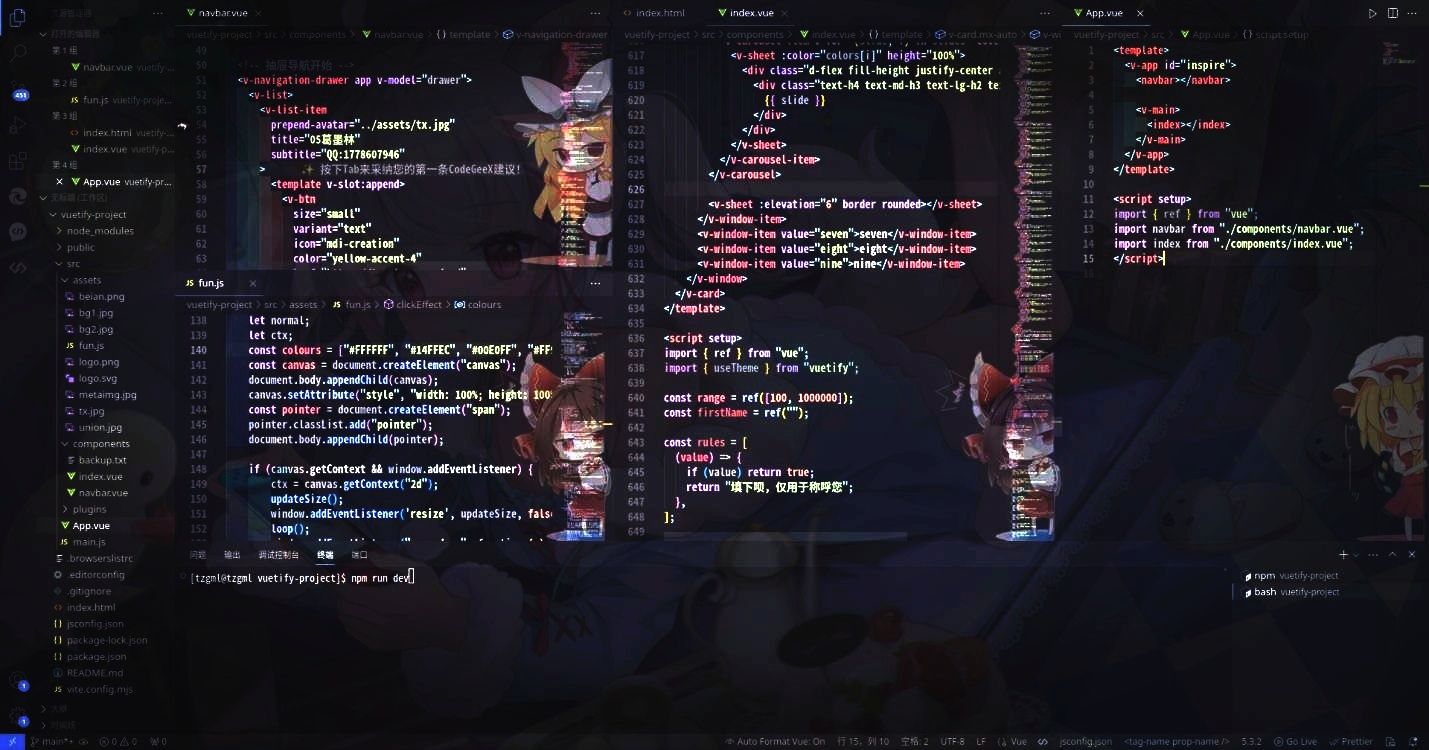 资源管理器
打开的编辑器
第 1 组
navbar.vue vuetify-...
第 2 组
JS fun.js vuetify-proje...
第 3 组
index.html vuetify-...
index.vue vuetify-p...
第 4 组
App.vue vuetify-pr...
无标题 (工作区)
vuetify-project
node_modules
public
src
assets
beian.png
bg1.jpg
bg2.jpg
JS fun.js
logo.png
logo.svg
metaimg.jpg
tx.jpg
union.jpg
components
backup.txt
index.vue
navbar.vue
plugins
App.vue
JS main.js
.browserslistrc
.editorconfig
.gitignore
index.html
jsconfig.json
package-lock.json
package.json
README.md
JS vite.config.mjs
大纲
时间线
451
1
1
navbar.vue
vuetify-project > src > components > navbar.vue > {} template > v-navigation-drawer
49
50 <!-- 抽屉导航开始 -->
51 <v-navigation-drawer app v-model="drawer">
52 <v-list>
53 <v-list-item
54 prepend-avatar="../assets/tx.jpg"
55 title="OS葛墨林"
56 subtitle="QQ:1778607946"
57 > ✨ 按下Tab来采纳您的第一条CodeGeeX建议!
58 <template v-slot:append>
59 <v-btn
60 size="small"
61 variant="text"
62 icon="mdi-creation"
63 color="yellow-accent-4"
JS fun.js
vuetify-project > src > assets > JS fun.js > clickEffect > colours
138 let normal;
139 let ctx;
140 const colours = ["#FFFFFF", "#14FFEC", "#00E0FF", "#FF
141 const canvas = document.createElement("canvas");
142 document.body.appendChild(canvas);
143 canvas.setAttribute("style", "width: 100%; height: 100
144 const pointer = document.createElement("span");
145 pointer.classList.add("pointer");
146 document.body.appendChild(pointer);
147
148 if (canvas.getContext && window.addEventListener) {
149 ctx = canvas.getContext("2d");
150 updateSize();
151 window.addEventListener('resize', updateSize, fals
152 loop();
index.html
index.vue
vuetify-project > src > components > index.vue > {} template > v-card.mx-auto > v-wi
617 <v-sheet :color="colors[i]" height="100%">
618 <div class="d-flex fill-height justify-center
619 <div class="text-h4 text-md-h3 text-lg-h2 te
620 {{ slide }}
621 </div>
622 </div>
623 </v-sheet>
624 </v-carousel-item>
625 </v-carousel>
626
627 <v-sheet :elevation="6" border rounded></v-sheet>
628 </v-window-item>
629 <v-window-item value="seven">seven</v-window-item>
630 <v-window-item value="eight">eight</v-window-item>
631 <v-window-item value="nine">nine</v-window-item>
632 </v-window>
633 </v-card>
634 </template>
635
636 <script setup>
637 import { ref } from "vue";
638 import { useTheme } from "vuetify";
639
640 const range = ref([100, 1000000]);
641 const firstName = ref("");
642
643 const rules = [
644 (value) => {
645 if (value) return true;
646 return "填下呗，仅用于称呼您";
647 },
648 ];
649
App.vue
vuetify-project > src > App.vue > script setup
1 <template>
2 <v-app id="inspire">
3 <navbar></navbar>
4
5 <v-main>
6 <index></index>
7 </v-main>
8 </v-app>
9 </template>
10
11 <script setup>
12 import { ref } from "vue";
13 import navbar from "./components/navbar.vue";
14 import index from "./components/index.vue";
15 </script>
16
问题 输出 调试控制台 终端 端口
[tzgml@tzgml vuetify-project]$ npm run dev
npm vuetify-project
bash vuetify-project
main*+ 0 0 0 Auto Format Vue: On 行 15，列 10 空格: 2 UTF-8 LF {} Vue jsconfig.json <tag-name prop-name /> 5.3.2 Go Live Prettier